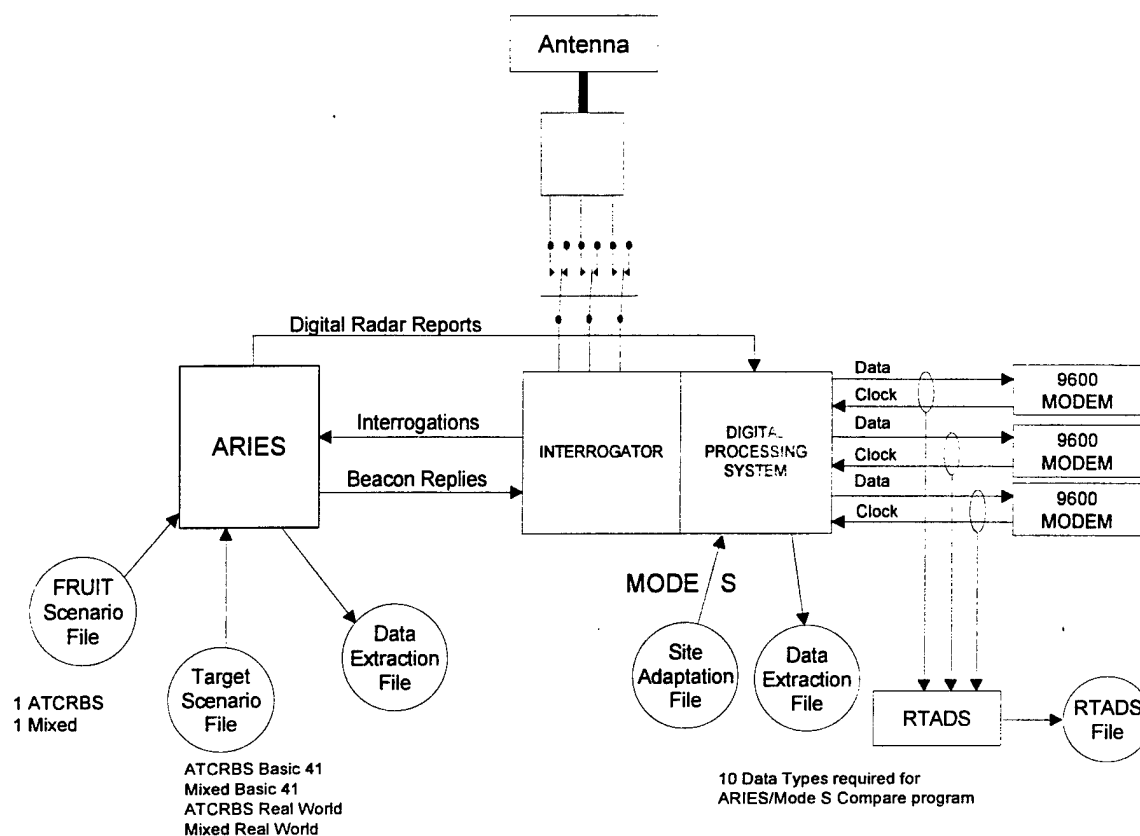 Antenna
Digital Radar Reports
ARIES
Interrogations
Beacon Replies
INTERROGATOR
DIGITAL
PROCESSING
SYSTEM
Data
Clock
Data
Clock
Data
Clock
9600
MODEM
9600
MODEM
9600
MODEM
MODE S
FRUIT
Scenario
File
1 ATCRBS
1 Mixed
Target
Scenario
File
ATCRBS Basic 41
Mixed Basic 41
ATCRBS Real World
Mixed Real World
Data
Extraction
File
Site
Adaptation
File
Data
Extraction
File
RTADS
RTADS
File
10 Data Types required for
ARIES/Mode S Compare program